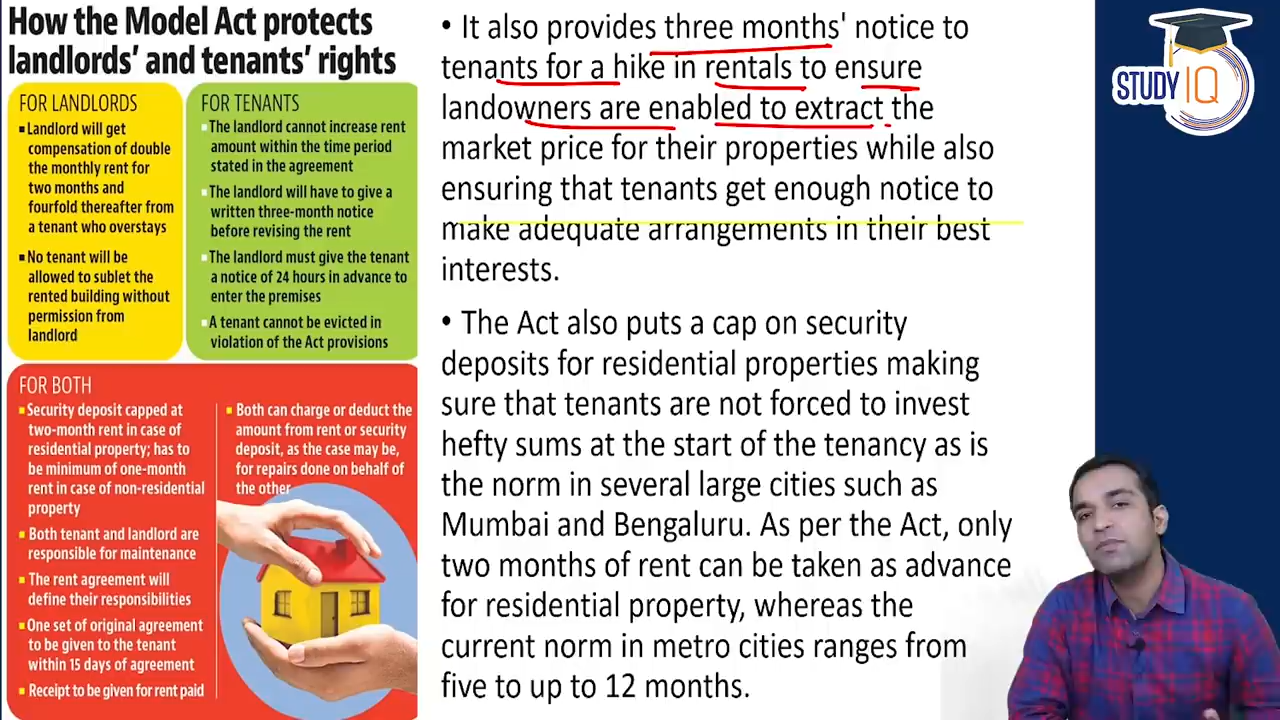 How the Model Act protects
landlords' and tenants' rights
FOR LANDLORDS
▪ Landlord will get
compensation of double
the monthly rent for
two months and
fourfold thereafter from
a tenant who overstays
▪ No tenant will be
allowed to sublet the
rented building without
permission from
landlord
FOR TENANTS
▪ The landlord cannot increase rent
amount within the time period
stated in the agreement
▪ The landlord will have to give a
written three-month notice
before revising the rent
▪ The landlord must give the tenant
a notice of 24 hours in advance to
enter the premises
▪ A tenant cannot be evicted in
violation of the Act provisions
FOR BOTH
▪ Security deposit capped at
two-month rent in case of
residential property; has to
be minimum of one-month
rent in case of non-residential
property
▪ Both tenant and landlord are
responsible for maintenance
▪ The rent agreement will
define their responsibilities
▪ One set of original agreement
to be given to the tenant
within 15 days of agreement
▪ Receipt to be given for rent paid
▪ Both can charge or deduct the
amount from rent or security
deposit, as the case may be,
for repairs done on behalf of
the other
• It also provides three months' notice to
tenants for a hike in rentals to ensure
landowners are enabled to extract the
market price for their properties while also
ensuring that tenants get enough notice to
make adequate arrangements in their best
interests.
• The Act also puts a cap on security
deposits for residential properties making
sure that tenants are not forced to invest
hefty sums at the start of the tenancy as is
the norm in several large cities such as
Mumbai and Bengaluru. As per the Act, only
two months of rent can be taken as advance
for residential property, whereas the
current norm in metro cities ranges from
five to up to 12 months.
STUDY IQ